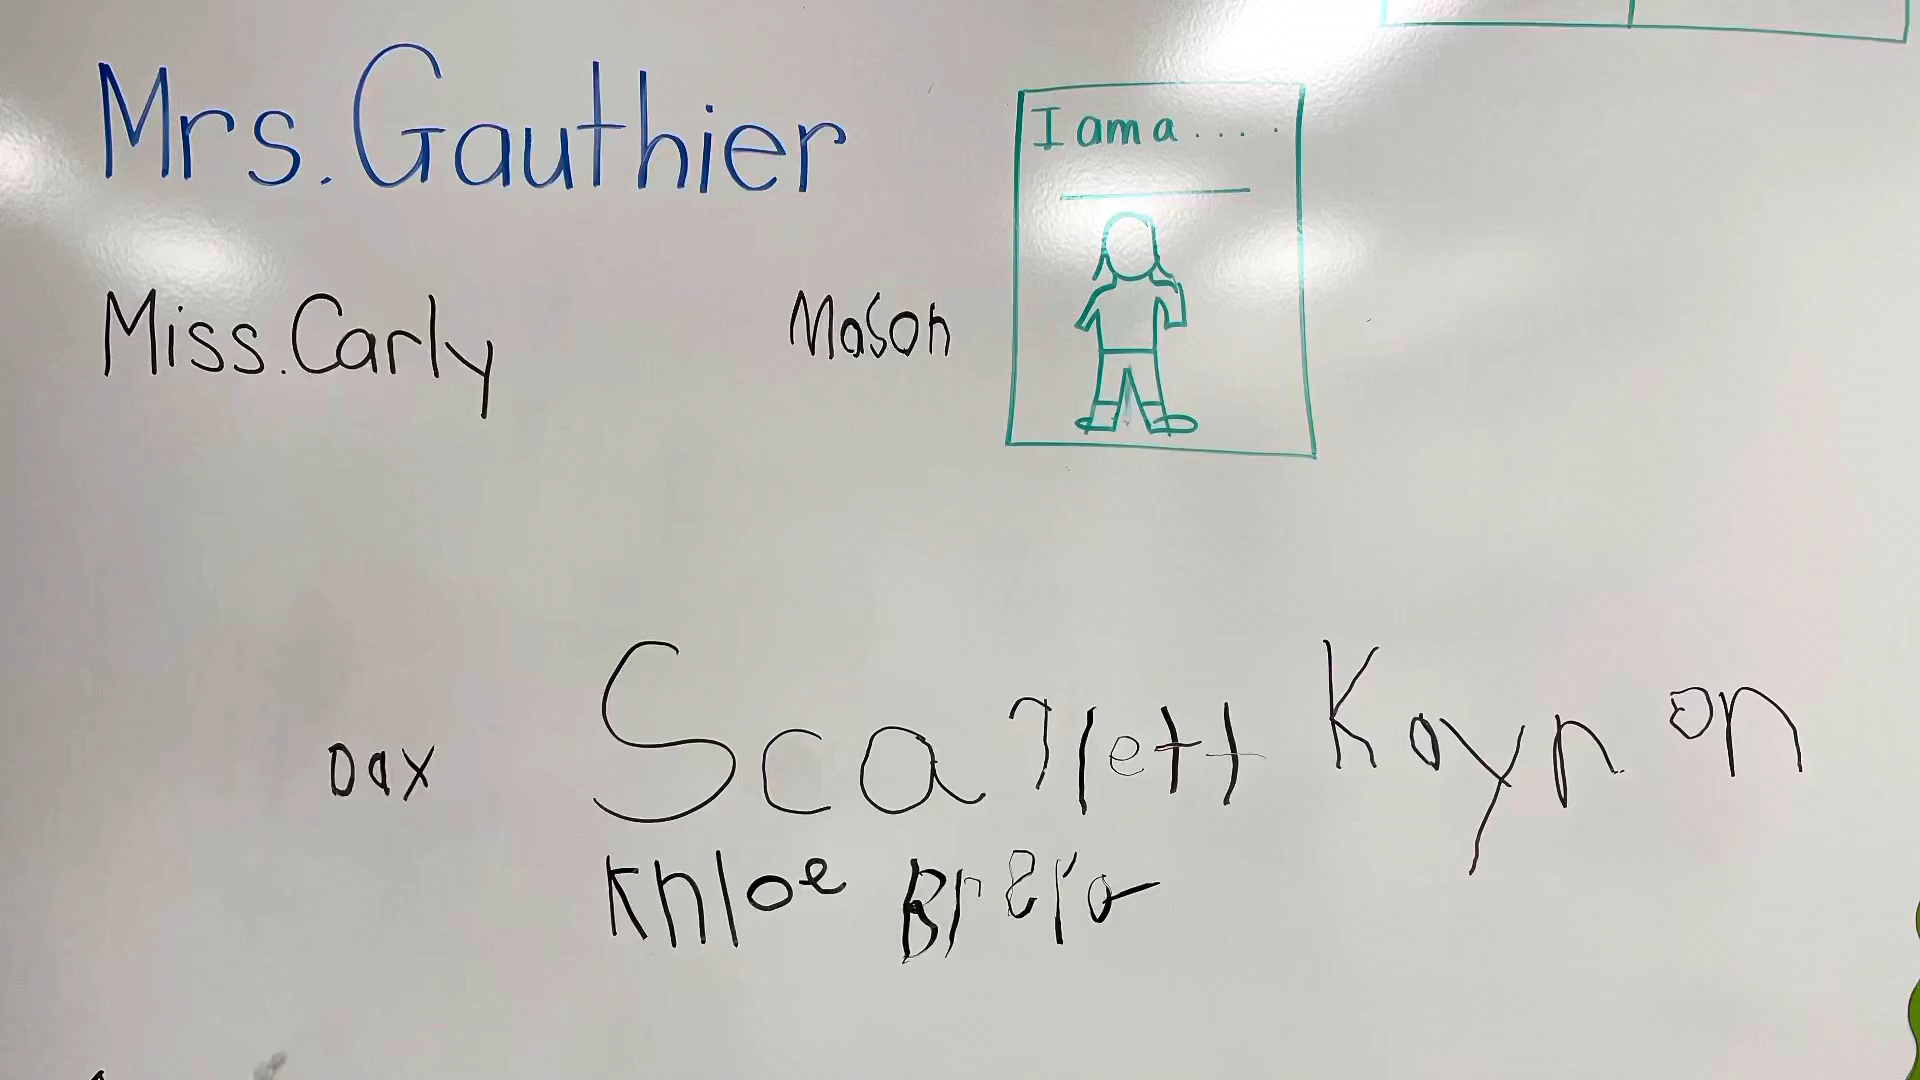 Mrs. Gauthier
I am a .....
Miss. Carly
Mason
Dax
Scarlett
Kaynon
Khloe